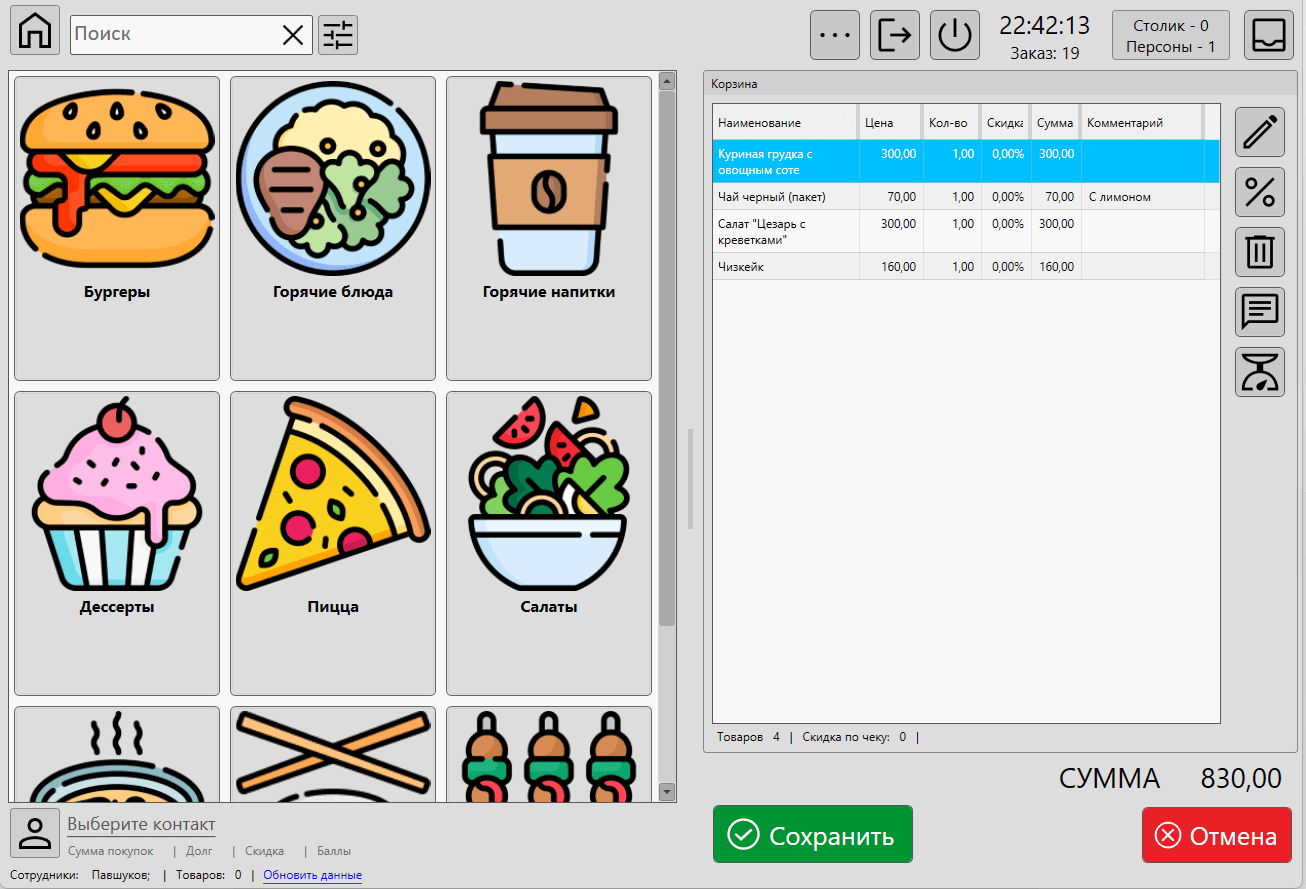 Поиск
22:42:13
Заказ: 19
Столик - 0
Персоны - 1
Бургеры
Горячие блюда
Горячие напитки
Дессерты
Пицца
Салаты
Корзина
Наименование Цена Кол-во Скидка Сумма Комментарий
Куриная грудка с овощным соте 300,00 1,00 0,00% 300,00
Чай черный (пакет) 70,00 1,00 0,00% 70,00 С лимоном
Салат "Цезарь с креветками" 300,00 1,00 0,00% 300,00
Чизкейк 160,00 1,00 0,00% 160,00
Товаров 4 | Скидка по чеку: 0 |
СУММА 830,00
Сохранить
Отмена
Выберите контакт
Сумма покупок | Долг | Скидка | Баллы
Сотрудники: Павшуков; | Товаров: 0 | Обновить данные